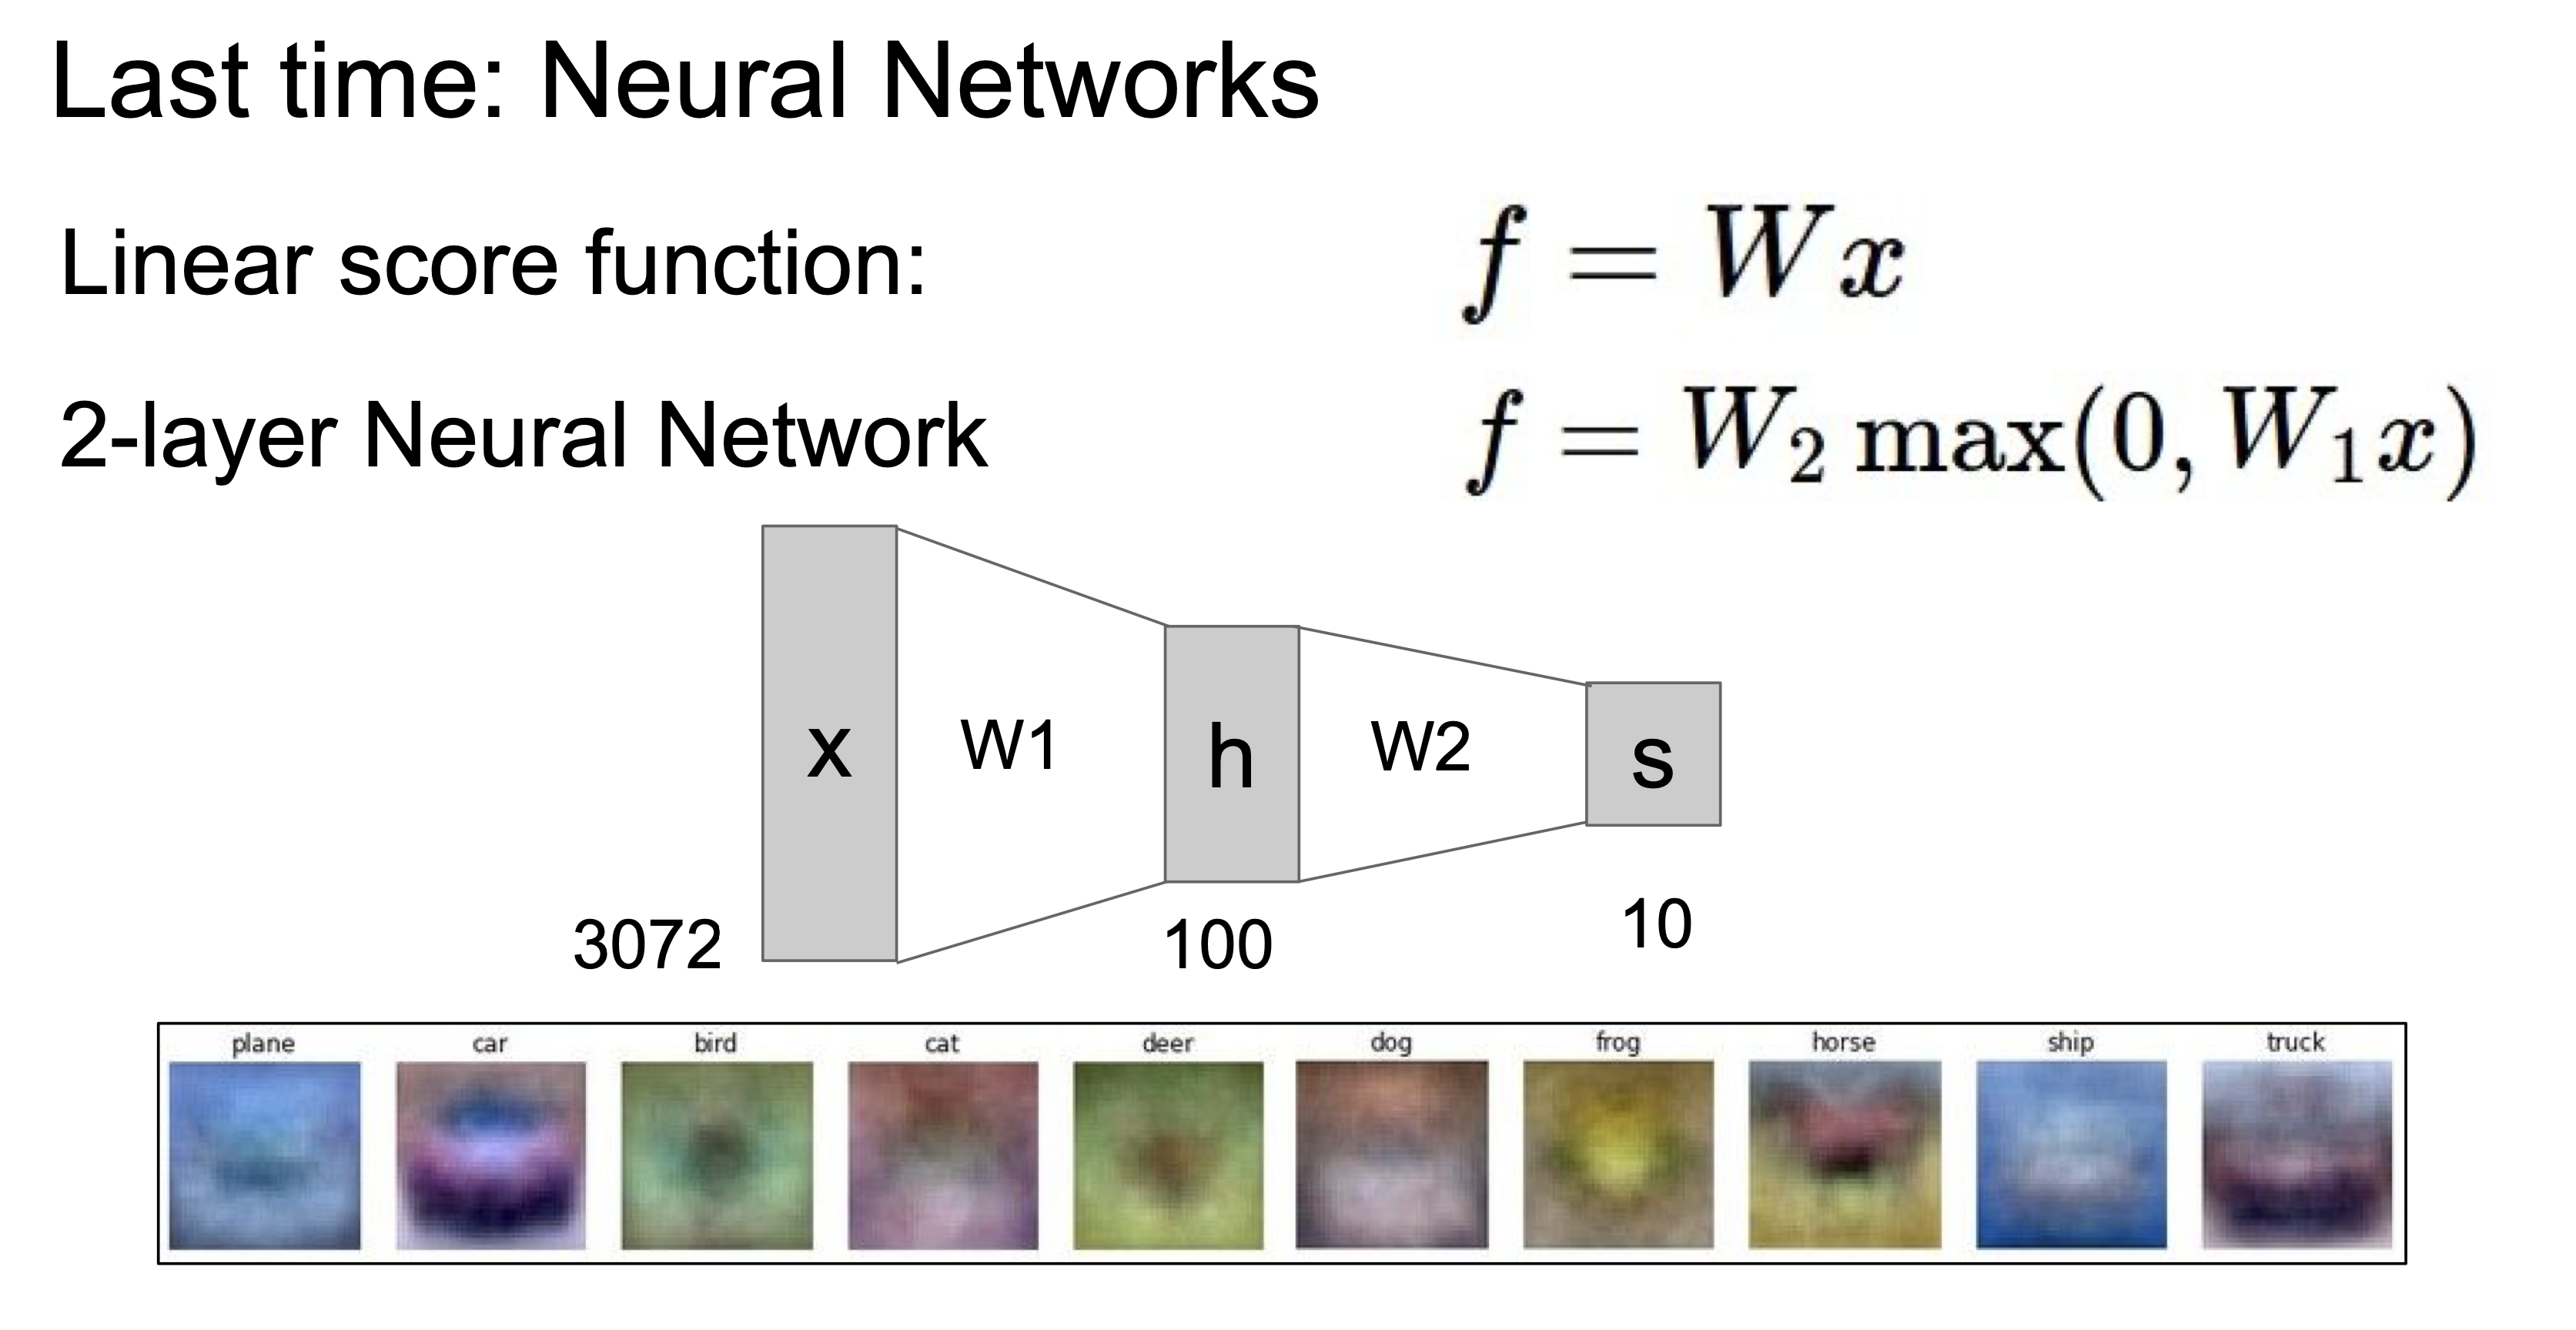 Last time: Neural Networks
Linear score function:
f = Wx
2-layer Neural Network
f = W₂ max(0, W₁x)
x
W1
h
W2
s
3072
100
10
plane car bird cat deer dog frog horse ship truck